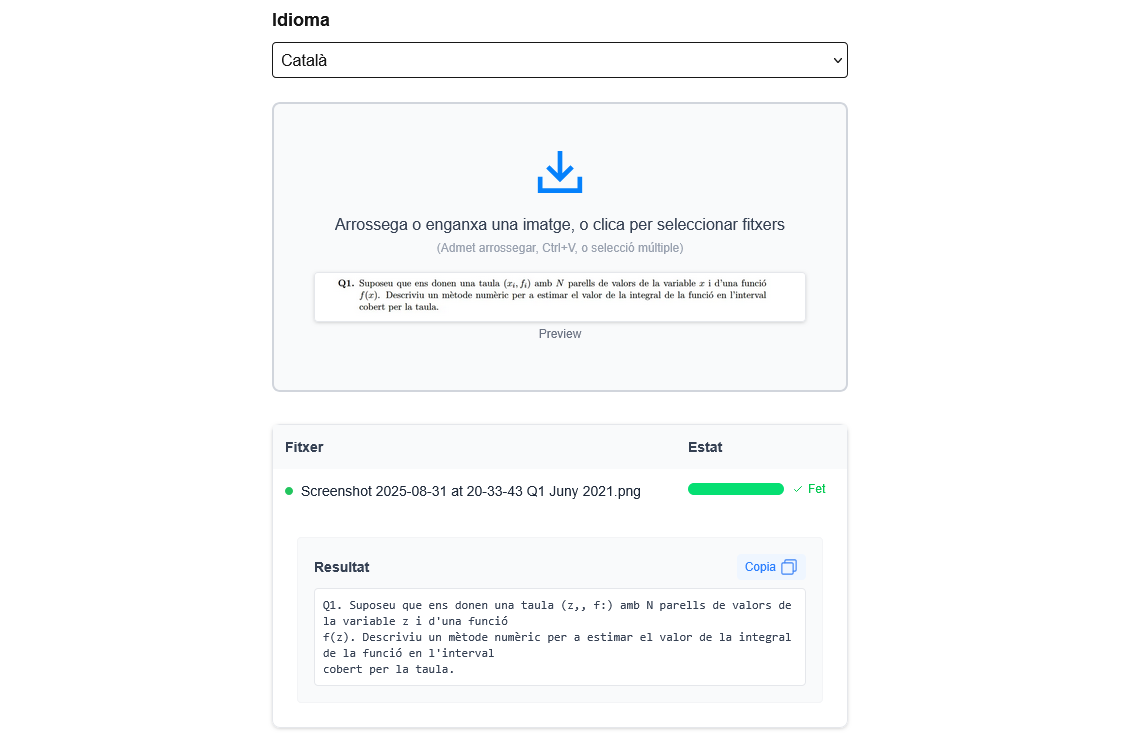 Idioma
Català
Arrossega o enganxa una imatge, o clica per seleccionar fitxers
(Admet arrossegar, Ctrl+V, o selecció múltiple)
Q1. Suposeu que ens donen una taula (xᵢ, fᵢ) amb N parells de valors de la variable x i d'una funció
f(x). Descriviu un mètode numèric per a estimar el valor de la integral de la funció en l'interval
cobert per la taula.
Preview
Fitxer Estat
Screenshot 2025-08-31 at 20-33-43 Q1 Juny 2021.png ✓ Fet
Resultat Copia
Q1. Suposeu que ens donen una taula (z,, f:) amb N parells de valors de
la variable z i d'una funció
f(z). Descriviu un mètode numèric per a estimar el valor de la integral
de la funció en l'interval
cobert per la taula.